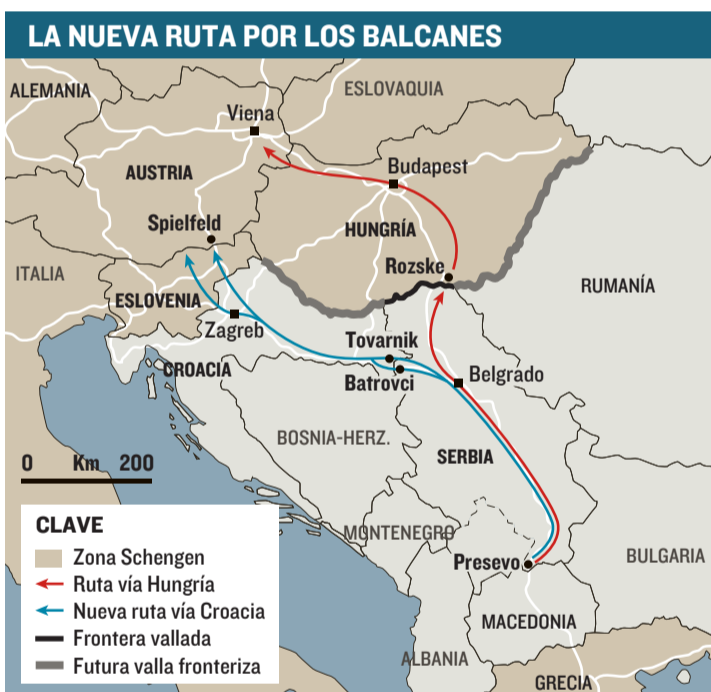 LA NUEVA RUTA POR LOS BALCANES
ALEMANIA
ESLOVAQUIA
Viena
AUSTRIA
Budapest
Spielfeld
HUNGRÍA
ITALIA
Rozske
RUMANÍA
ESLOVENIA
Zagreb
Tovarnik
CROACIA
Batrovci
Belgrado
BOSNIA-HERZ.
SERBIA
0 Km 200
MONTENEGRO
Presevo
BULGARIA
MACEDONIA
ALBANIA
GRECIA
CLAVE
Zona Schengen
Ruta vía Hungría
Nueva ruta vía Croacia
Frontera vallada
Futura valla fronteriza